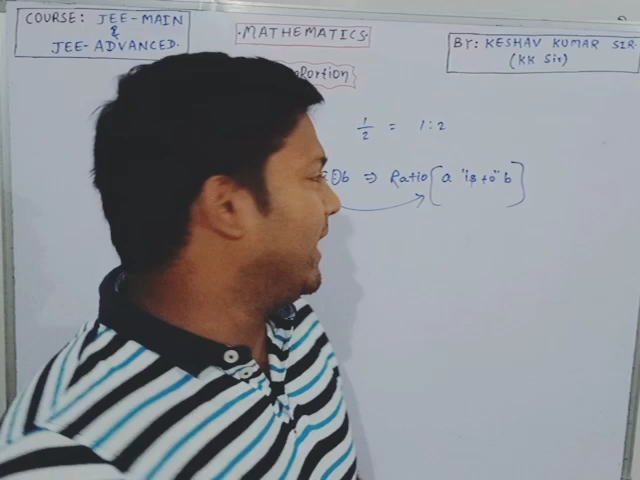 COURSE: JEE-MAIN
&
JEE-ADVANCED.
MATHEMATICS
BY: KESHAV KUMAR SIR.
(KK Sir)
1/2 = 1:2
b ⇒ Ratio [a "is to" b]